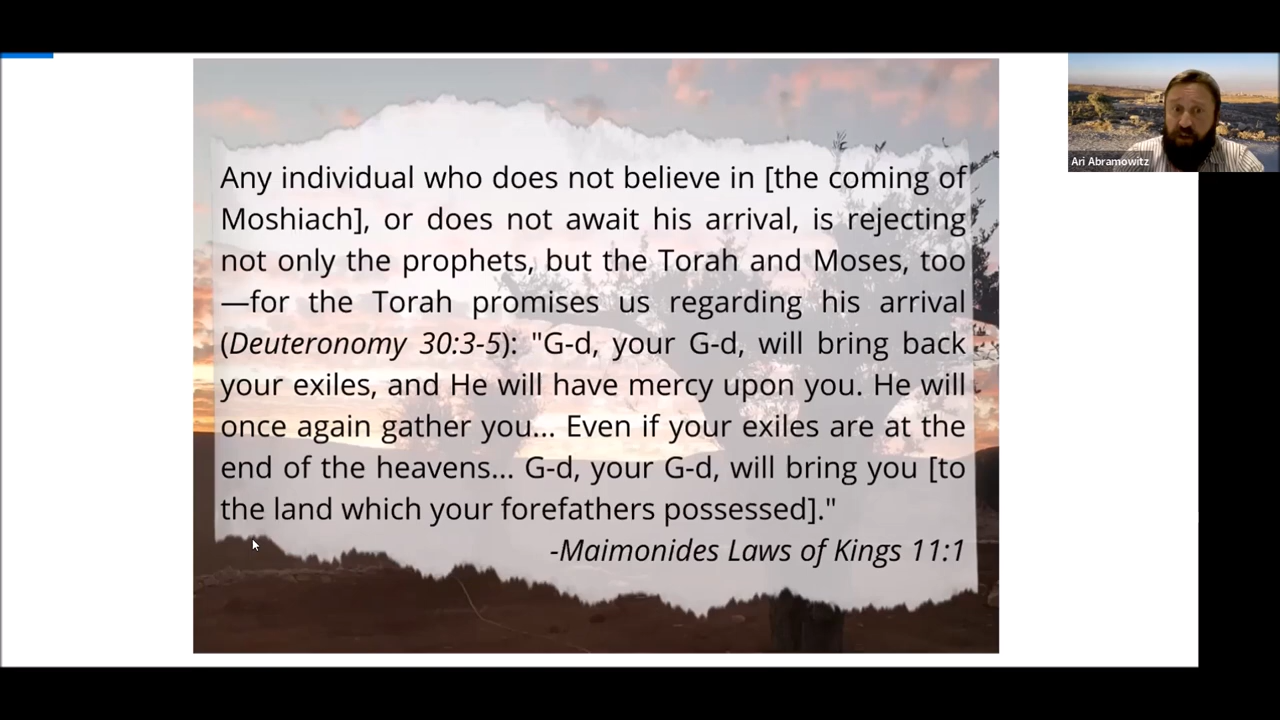 Any individual who does not believe in [the coming of
Moshiach], or does not await his arrival, is rejecting
not only the prophets, but the Torah and Moses, too
—for the Torah promises us regarding his arrival
(Deuteronomy 30:3-5): "G-d, your G-d, will bring back
your exiles, and He will have mercy upon you. He will
once again gather you... Even if your exiles are at the
end of the heavens... G-d, your G-d, will bring you [to
the land which your forefathers possessed]."
-Maimonides Laws of Kings 11:1
Ari Abramowitz